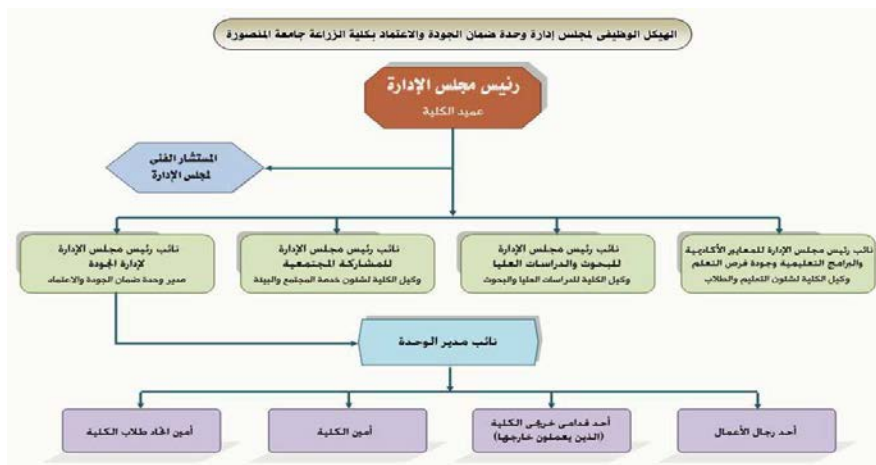 الهيكل الوظيفى لمجلس إدارة وحدة ضمان الجودة والاعتماد بكلية الزراعة جامعة المنصورة
رئيس مجلس الإدارة
عميد الكلية
المستشار الفنى
لمجلس الإدارة
نائب رئيس مجلس الإدارة للمعايير الأكاديمية
والبرامج التعليمية وجودة فرص التعلم
وكيل الكلية لشئون التعليم والطلاب
نائب رئيس مجلس الإدارة
للبحوث والدراسات العليا
وكيل الكلية للدراسات العليا والبحوث
نائب رئيس مجلس الإدارة
للمشاركة المجتمعية
وكيل الكلية لشئون خدمة المجتمع والبيئة
نائب رئيس مجلس الإدارة
لإدارة الجودة
مدير وحدة ضمان الجودة والاعتماد
نائب مدير الوحدة
أحد رجال الأعمال
أحد قدامى خريجى الكلية
(الذين يعملون خارجها)
أمين الكلية
أمين اتحاد طلاب الكلية